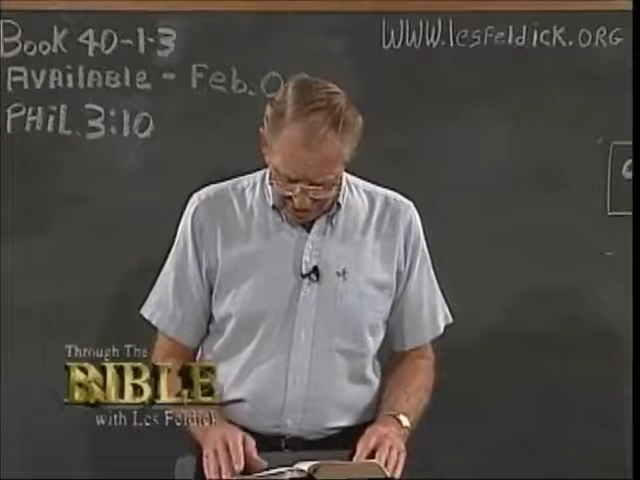 Book 40-1-3
WWW.lesfeldick.ORG
Available - Feb.
PHiL. 3:10
Through The
BIBLE
with Les Feldick